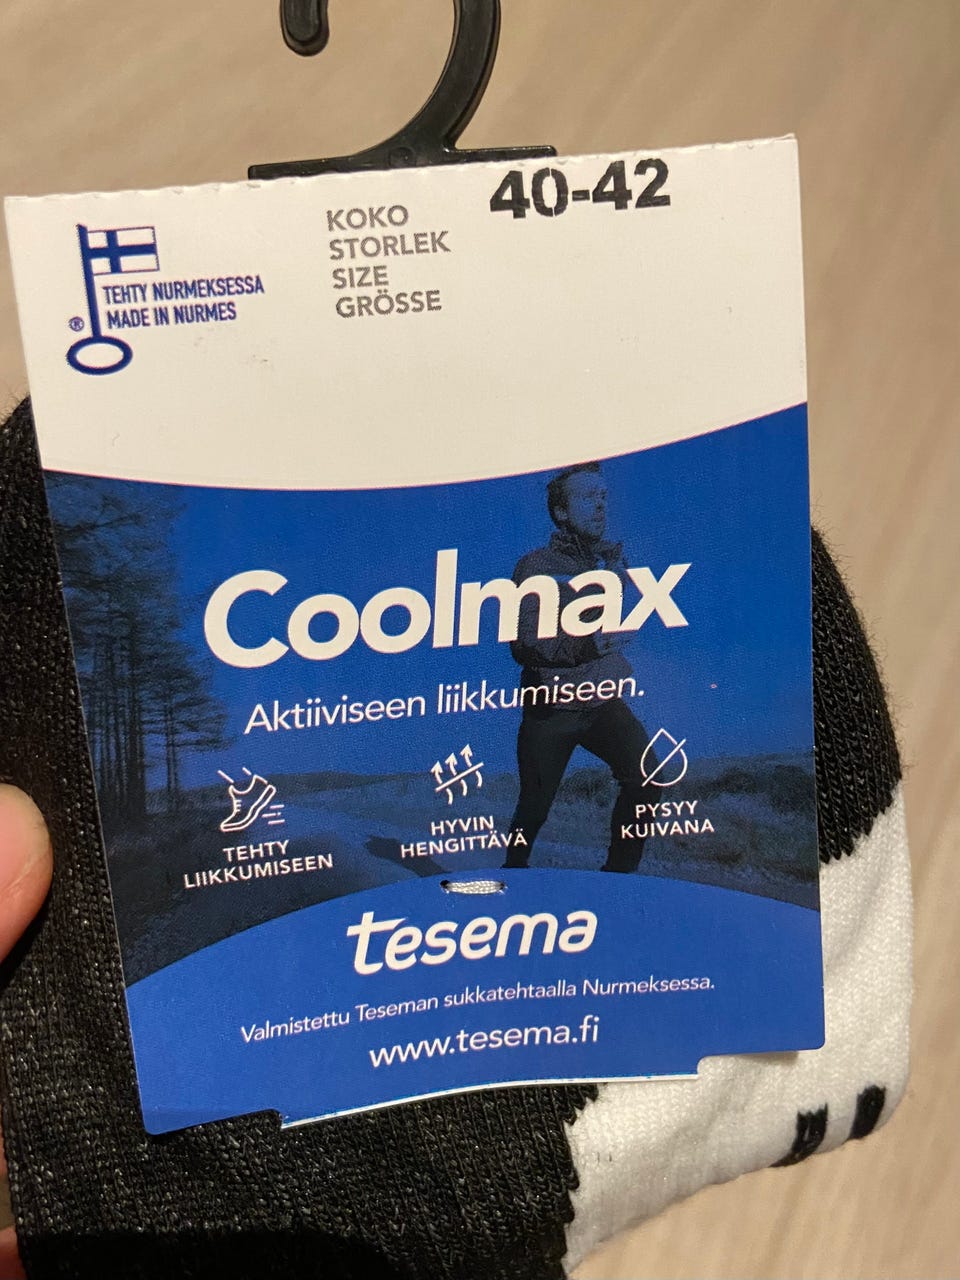 40-42
KOKO
STORLEK
SIZE
GRÖSSE
TEHTY NURMEKSESSA
® MADE IN NURMES
Coolmax
Aktiiviseen liikkumiseen.
TEHTY
LIIKKUMISEEN
HYVIN
HENGITTÄVÄ
PYSYY
KUIVANA
tesema
Valmistettu Teseman sukkatehtaalla Nurmeksessa.
www.tesema.fi